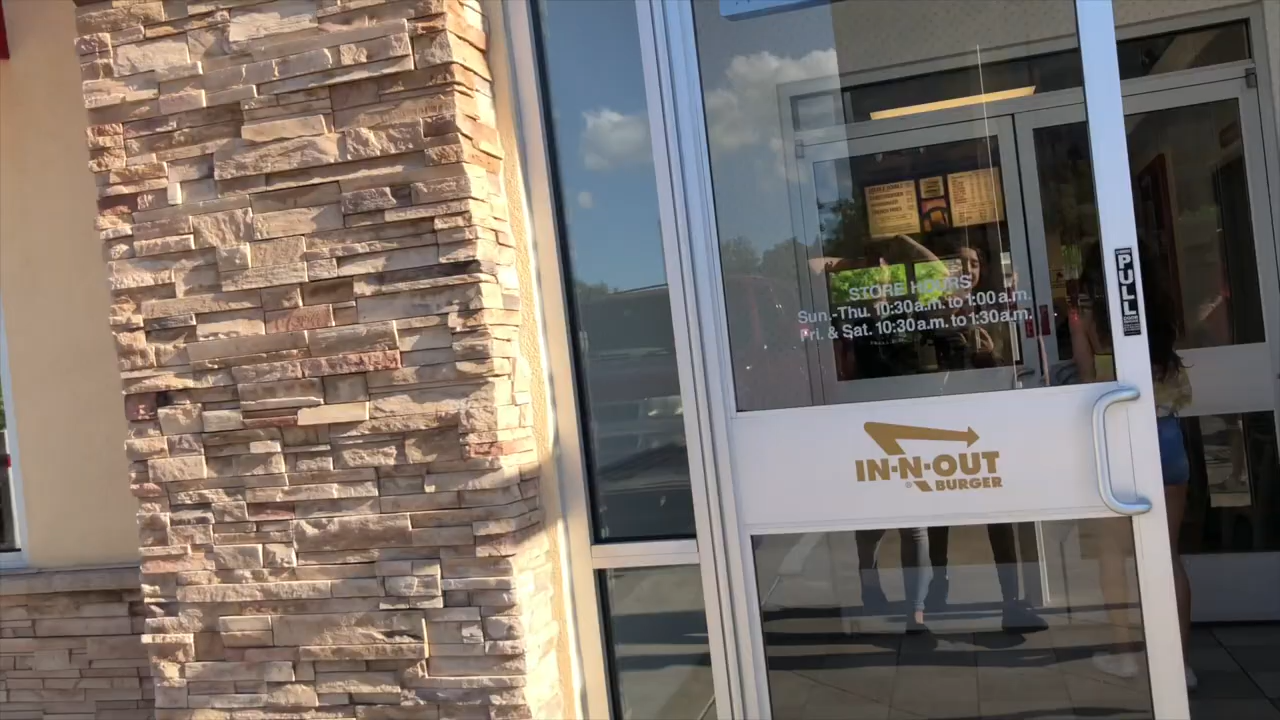 STORE HOURS
Sun.-Thu. 10:30 a.m. to 1:00 a.m.
Fri. & Sat. 10:30 a.m. to 1:30 a.m.
PULL
IN-N-OUT
BURGER